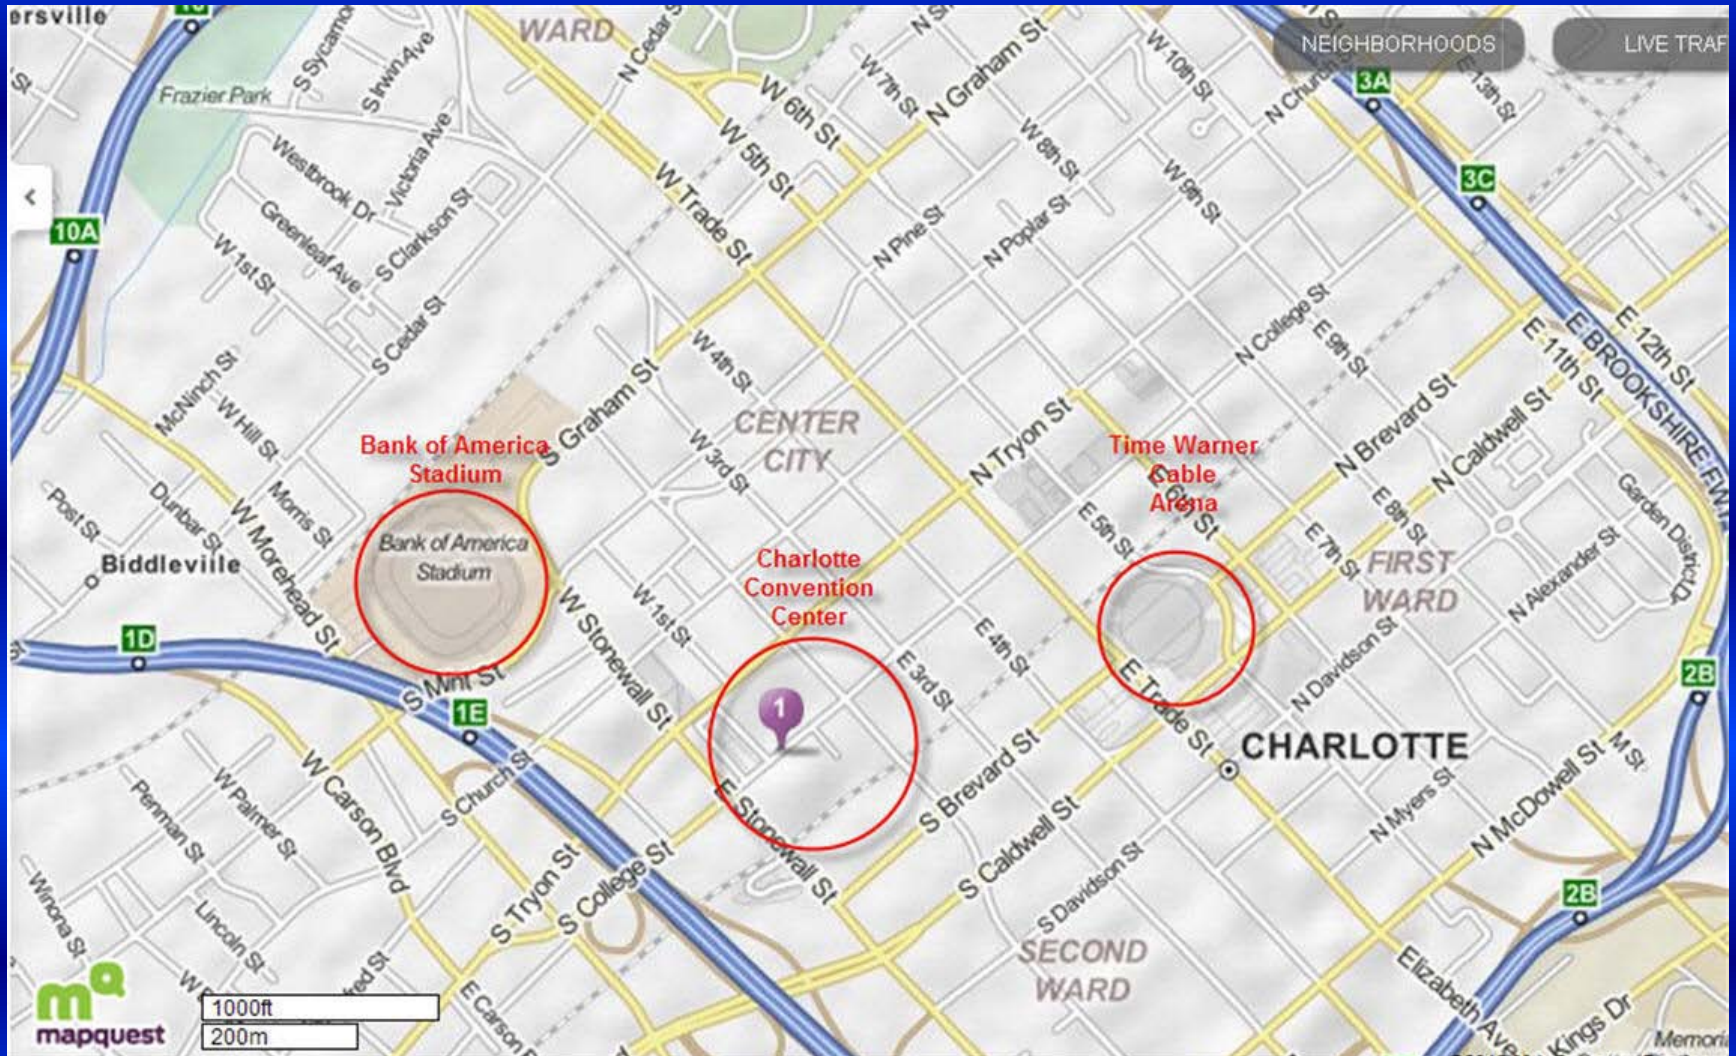 ersville
WARD
N Cedar S
NEIGHBORHOODS
LIVE TRAF
S Sycamo
S Irwin Ave
Frazier Park
W 7th St
N Graham St
W 10th St
N Church S
3A
E 13th St
W 6th St
W 5th St
W 8th St
Westbrook Dr
Victoria Ave
W Trade St
W 9th St
3C
10A
Greenleaf Ave
S Clarkson St
W 1st St
N Pine St
N Poplar St
S Cedar St
N College St
E 9th St
E 12th St
E 11th St
E BROOKSHIRE FWY
McNinch St
W Hill St
S Graham St
W 4th St
CENTER
CITY
N Tryon St
N Brevard St
N Caldwell St
Bank of America
Stadium
W 3rd St
Time Warner
Cable
Arena
E 6th St
E 5th St
E 8th St
E 7th St
Garden District Dr
Post St
Dunbar St
Morris St
W Morehead St
Biddleville
Bank of America
Stadium
Charlotte
Convention
Center
FIRST
WARD
N Alexander St
W Stonewall St
W 1st St
E 4th St
E 3rd St
N Davidson St
1D
S Mint St
1E
1
E Trade St
CHARLOTTE
2B
M St
W Carson Blvd
S Church St
E Stonewall St
S Brevard St
S Caldwell St
N Myers St
N McDowell St
Penman St
W Palmer St
S Tryon St
S College St
S Davidson St
2B
Winona St
Lincoln St
SECOND
WARD
Elizabeth Ave
Kings Dr
Memori
E Carson
mapquest
1000ft
200m